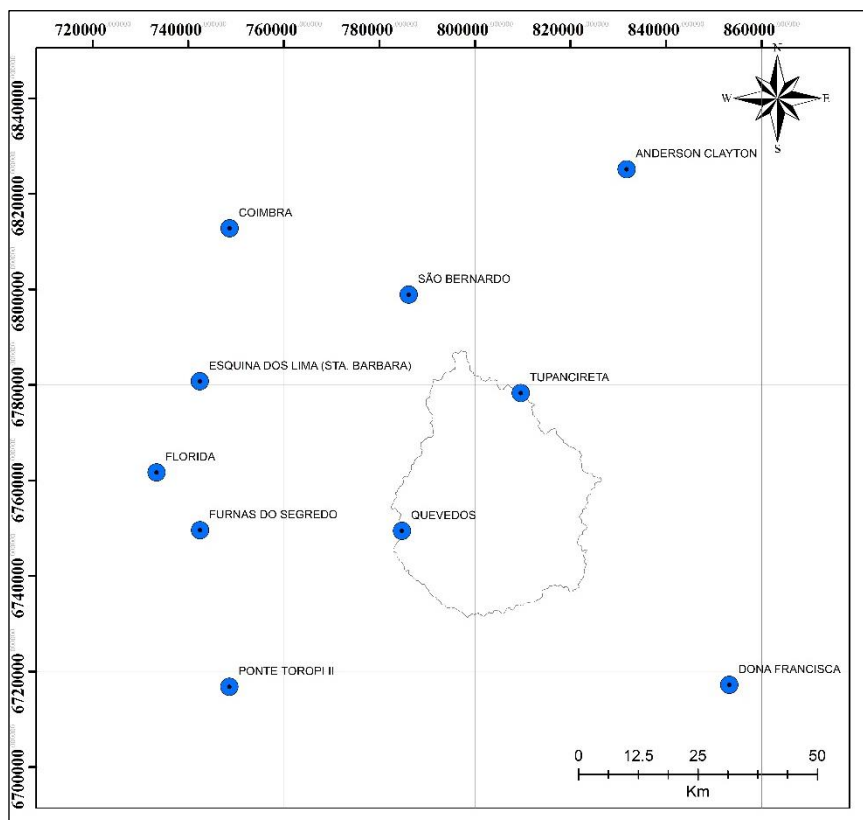 720000 740000 760000 780000 800000 820000 840000 860000
N
W E
S
6840000
ANDERSON CLAYTON
6820000
COIMBRA
6800000
SÃO BERNARDO
ESQUINA DOS LIMA (STA. BARBARA)
TUPANCIRETA
6780000
FLORIDA
6760000
FURNAS DO SEGREDO
QUEVEDOS
6740000
6720000
PONTE TOROPI II
DONA FRANCISCA
6700000
0 12.5 25 50
Km